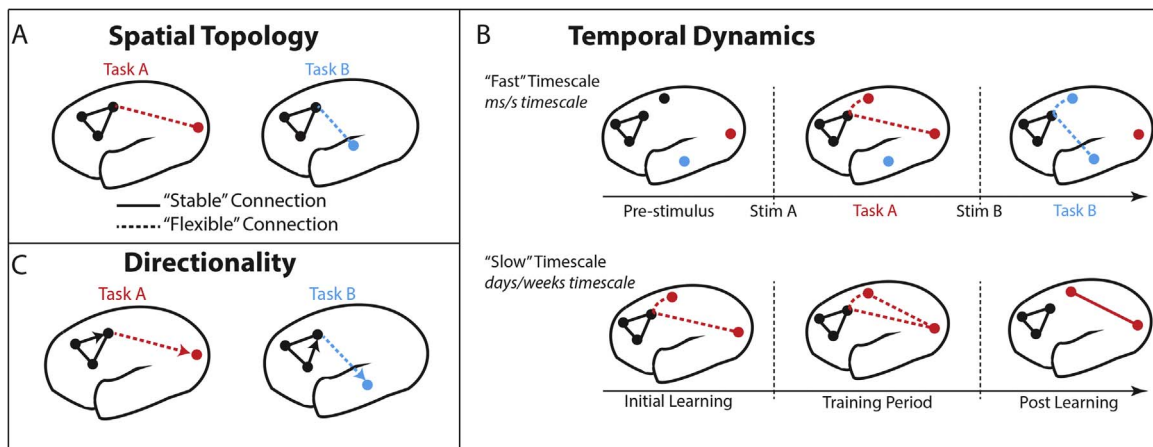 A
Spatial Topology
Task A
Task B
"Stable" Connection
"Flexible" Connection
B
Temporal Dynamics
"Fast" Timescale
ms/s timescale
Pre-stimulus
Stim A
Task A
Stim B
Task B
"Slow" Timescale
days/weeks timescale
Initial Learning
Training Period
Post Learning
C
Directionality
Task A
Task B